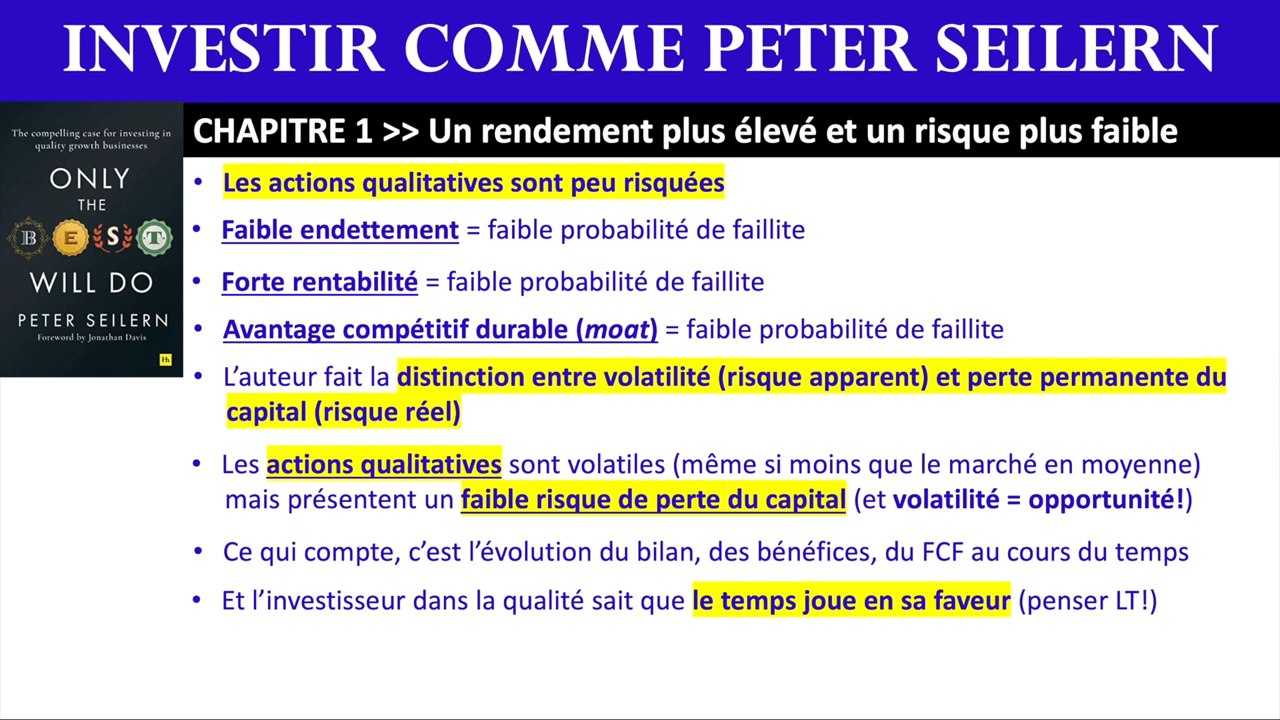 INVESTIR COMME PETER SEILERN
The compelling case for investing in
quality growth businesses
ONLY
THE
BEST
WILL DO
PETER SEILERN
Foreword by Jonathan Davis
Hh
CHAPITRE 1 >> Un rendement plus élevé et un risque plus faible
• Les actions qualitatives sont peu risquées
• Faible endettement = faible probabilité de faillite
• Forte rentabilité = faible probabilité de faillite
• Avantage compétitif durable (moat) = faible probabilité de faillite
• L’auteur fait la distinction entre volatilité (risque apparent) et perte permanente du
capital (risque réel)
• Les actions qualitatives sont volatiles (même si moins que le marché en moyenne)
mais présentent un faible risque de perte du capital (et volatilité = opportunité!)
• Ce qui compte, c’est l’évolution du bilan, des bénéfices, du FCF au cours du temps
• Et l’investisseur dans la qualité sait que le temps joue en sa faveur (penser LT!)